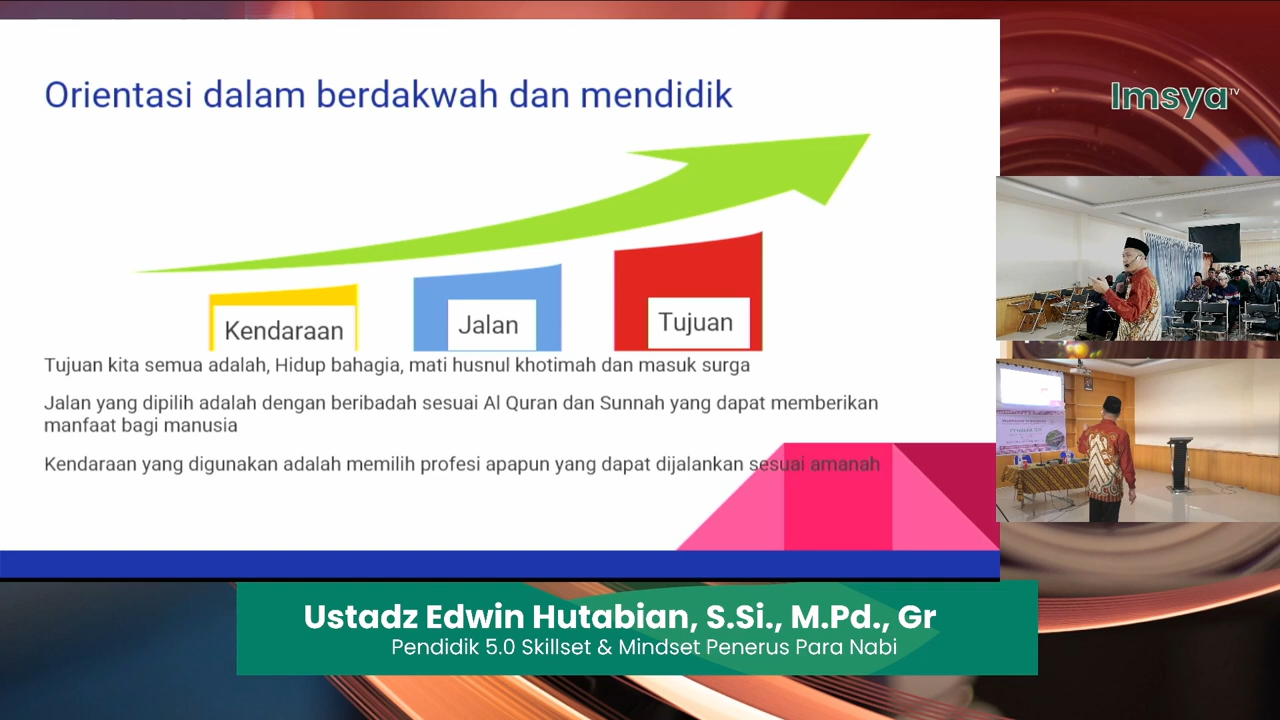 Orientasi dalam berdakwah dan mendidik
Imsya TV
Kendaraan
Jalan
Tujuan
Tujuan kita semua adalah, Hidup bahagia, mati husnul khotimah dan masuk surga
Jalan yang dipilih adalah dengan beribadah sesuai Al Quran dan Sunnah yang dapat memberikan
manfaat bagi manusia
Kendaraan yang digunakan adalah memilih profesi apapun yang dapat dijalankan sesuai amanah
Ustadz Edwin Hutabian, S.Si., M.Pd., Gr
Pendidik 5.0 Skillset & Mindset Penerus Para Nabi